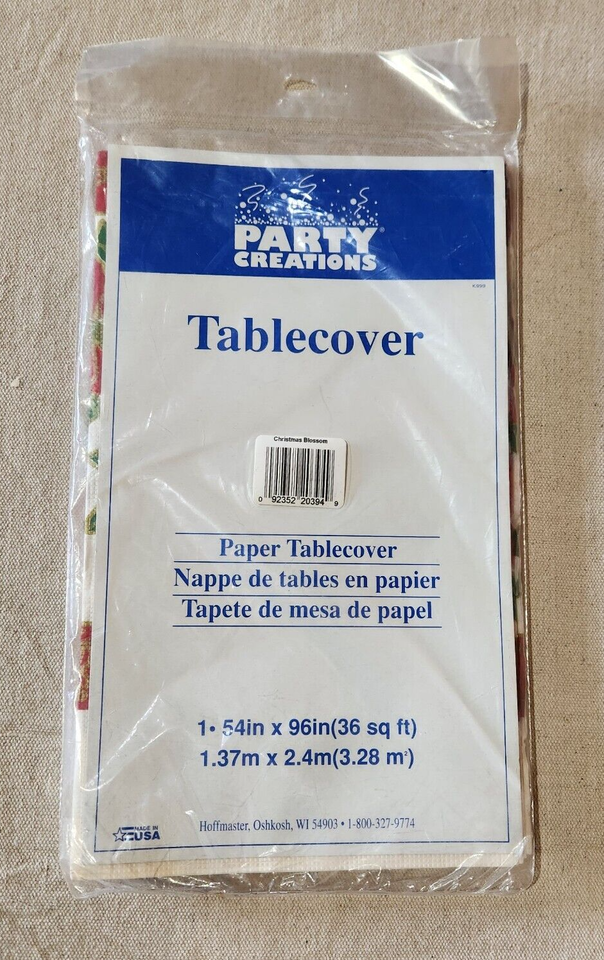 PARTY
CREATIONS®
Tablecover
Christmas Blossom
0 92352 20394 9
Paper Tablecover
Nappe de tables en papier
Tapete de mesa de papel
1• 54in x 96in(36 sq ft)
1.37m x 2.4m(3.28 m²)
MADE IN
USA
Hoffmaster, Oshkosh, WI 54903 • 1-800-327-9774